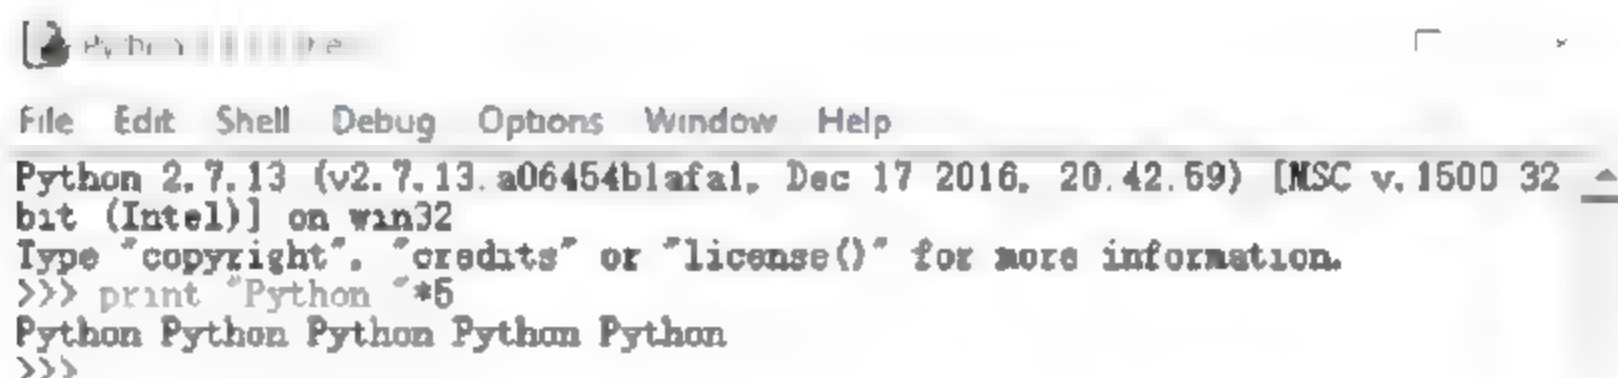 Python
File Edit Shell Debug Options Window Help
Python 2.7.13 (v2.7.13:a06454b1afa1, Dec 17 2016, 20:42:59) [MSC v.1500 32
bit (Intel)] on win32
Type "copyright", "credits" or "license()" for more information.
>>> print "Python "*5
Python Python Python Python Python
>>>